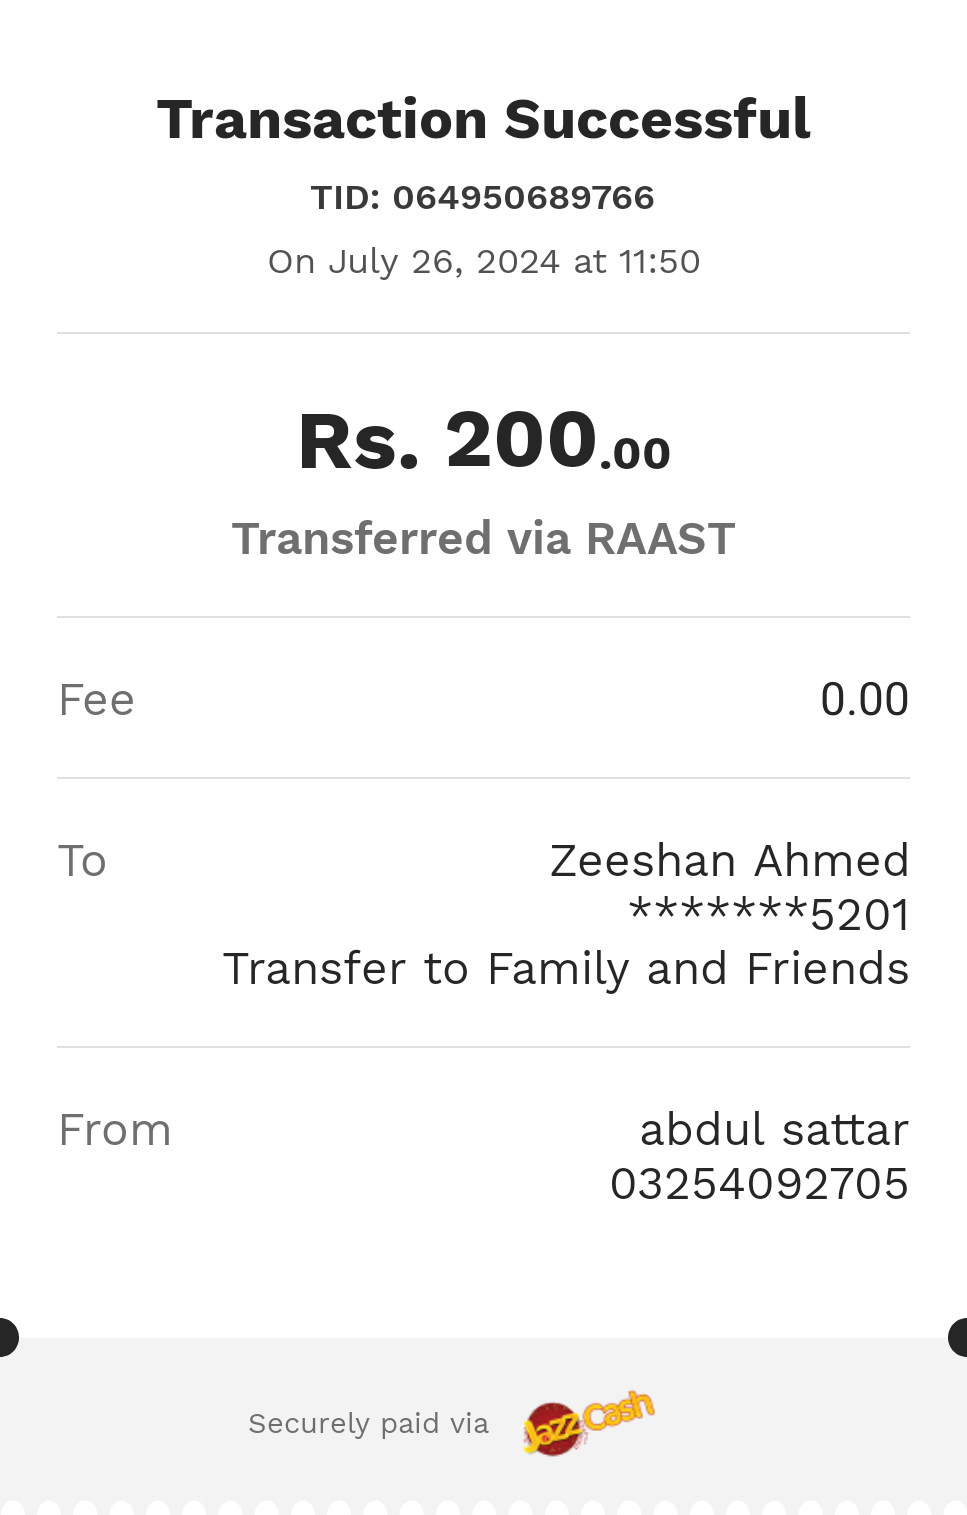 Transaction Successful
TID: 064950689766
On July 26, 2024 at 11:50
Rs. 200.00
Transferred via RAAST
Fee 0.00
To Zeeshan Ahmed
*******5201
Transfer to Family and Friends
From abdul sattar
03254092705
Securely paid via JazzCash